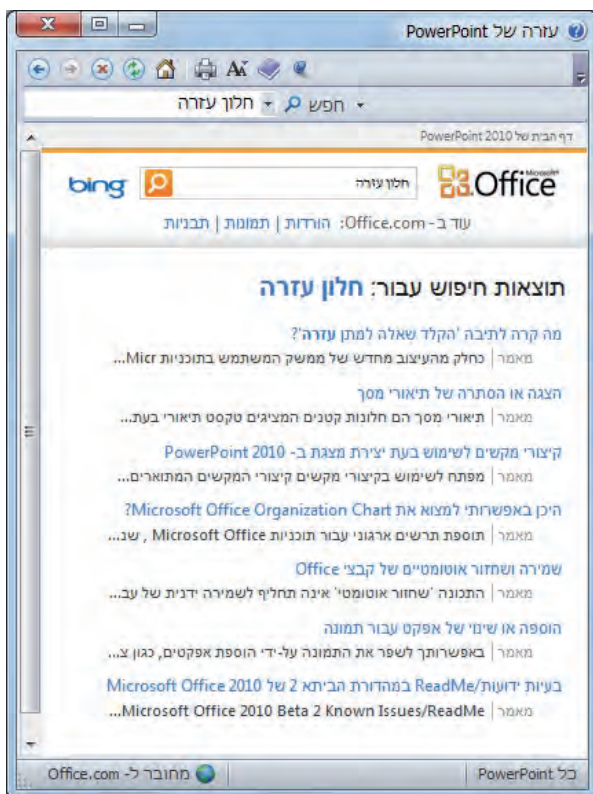 עזרה של PowerPoint
חפש חלון עזרה
דף הבית של PowerPoint 2010
Microsoft Office חלון עזרה bing
עוד ב- Office.com: הורדות | תמונות | תבניות
תוצאות חיפוש עבור: חלון עזרה
מה קרה לתיבה 'הקלד שאלה למתן עזרה'?
מאמר | כחלק מהעיצוב מחדש של ממשק המשתמש בתוכניות Micr...
הצגה או הסתרה של תיאורי מסך
מאמר | תיאורי מסך הם חלונות קטנים המציגים טקסט תיאורי בעת...
קיצורי מקשים לשימוש בעת יצירת מצגת ב- PowerPoint 2010
מאמר | מפתח לשימוש בקיצורי מקשים קיצורי המקשים המתוארים...
היכן באפשרותי למצוא את Microsoft Office Organization Chart?
מאמר | תוספת תרשים ארגוני עבור תוכניות Microsoft Office , שנ...
שמירה ושחזור אוטומטיים של קבצי Office
מאמר | התכונה 'שחזור אוטומטי' אינה תחליף לשמירה ידנית של עב...
הוספה או שינוי של אפקט עבור תמונה
מאמר | באפשרותך לשפר את התמונה על-ידי הוספת אפקטים, כגון צ...
בעיות ידועות/ReadMe במהדורת הביתא 2 של Microsoft Office 2010
מאמר | Microsoft Office 2010 Beta 2 Known Issues/ReadMe...
כל PowerPoint מחובר ל- Office.com